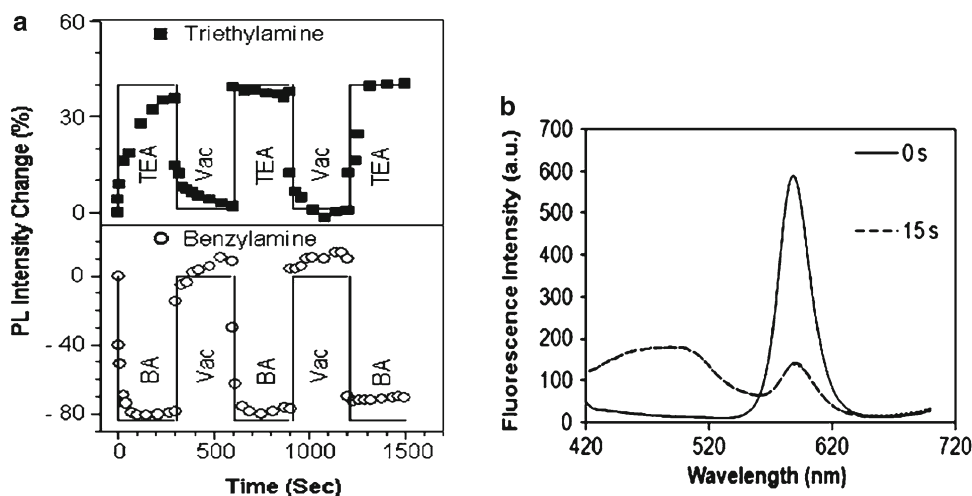 a
60
■ Triethylamine
30
0
TEA
Vac
TEA
Vac
TEA
PL Intensity Change (%)
○ Benzylamine
0
- 40
- 80
BA
Vac
BA
Vac
BA
0
500
1000
1500
Time (Sec)
b
700
600
500
400
300
200
100
0
Fluorescence Intensity (a.u.)
0s
15s
420
520
620
720
Wavelength (nm)